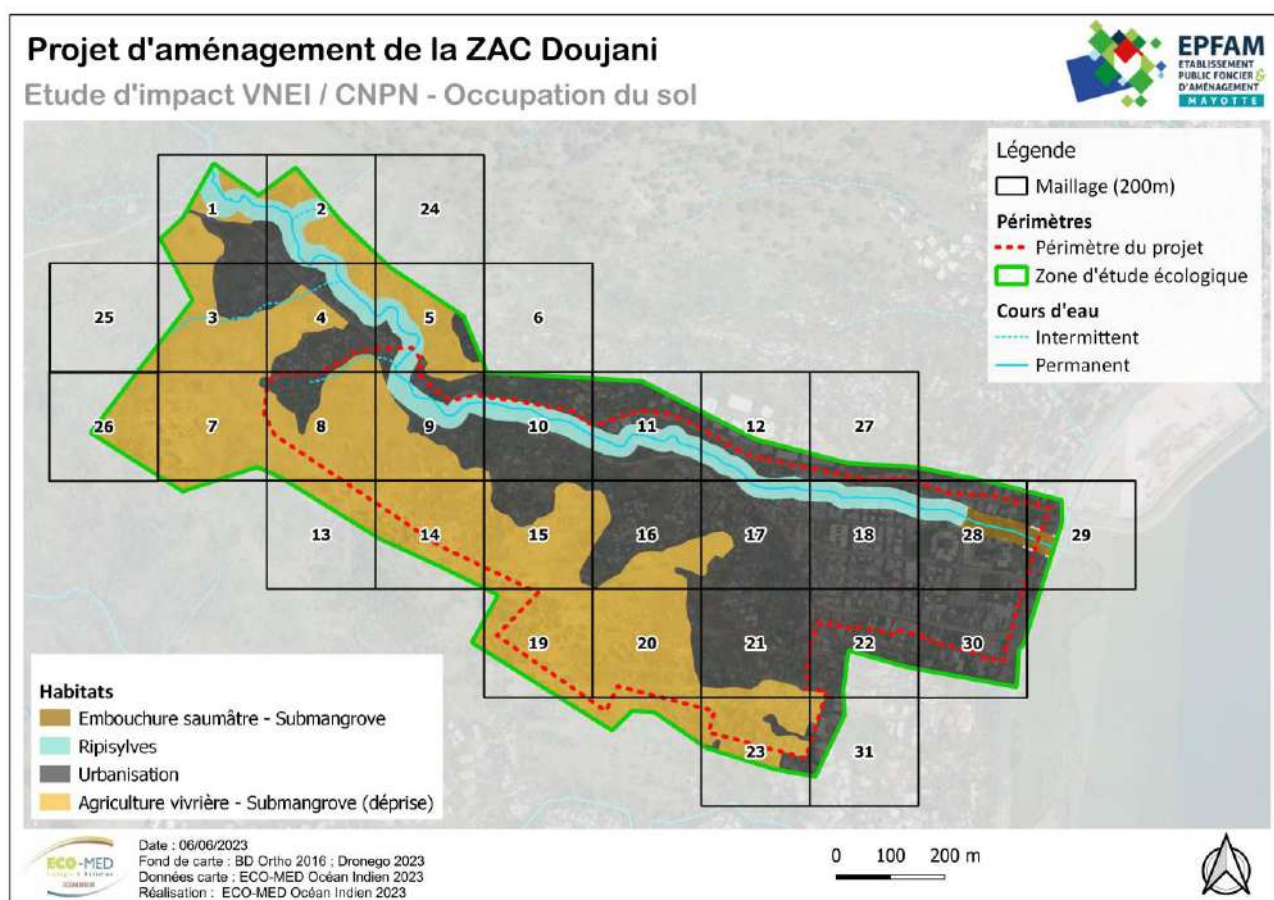 Projet d'aménagement de la ZAC Doujani
Etude d'impact VNEI / CNPN - Occupation du sol
EPFAM
ETABLISSEMENT
PUBLIC FONCIER &
D'AMÉNAGEMENT
MAYOTTE
Légende
Maillage (200m)
Périmètres
Périmètre du projet
Zone d'étude écologique
Cours d'eau
Intermittent
Permanent
1 2 24
25 3 4 5 6
26 7 8 9 10 11 12 27
13 14 15 16 17 18 28 29
19 20 21 22 30
23 31
Habitats
Embouchure saumâtre - Submangrove
Ripisylves
Urbanisation
Agriculture vivrière - Submangrove (déprise)
ECO-MED
Date : 06/06/2023
Fond de carte : BD Ortho 2016 ; Dronego 2023
Données carte : ECO-MED Océan Indien 2023
Réalisation : ECO-MED Océan Indien 2023
0 100 200 m